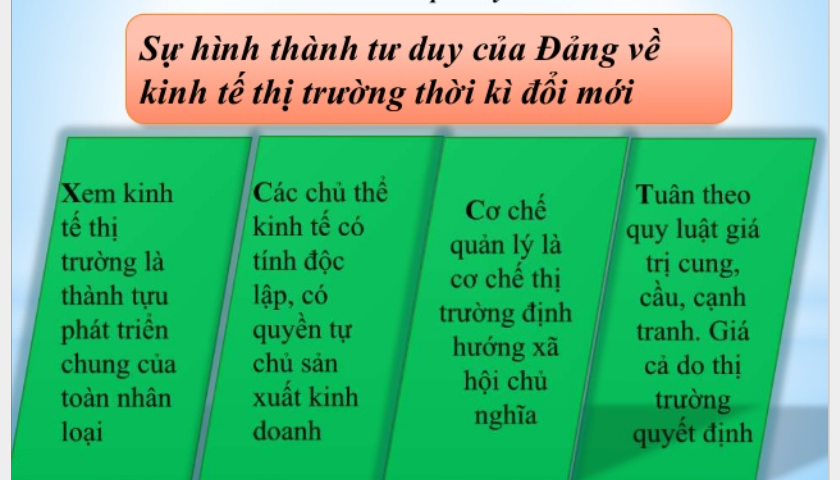 Sự hình thành tư duy của Đảng về
kinh tế thị trường thời kì đổi mới
Xem kinh
tế thị
trường là
thành tựu
phát triển
chung của
toàn nhân
loại
Các chủ thể
kinh tế có
tính độc
lập, có
quyền tự
chủ sản
xuất kinh
doanh
Cơ chế
quản lý là
cơ chế thị
trường định
hướng xã
hội chủ
nghĩa
Tuân theo
quy luật giá
trị cung,
cầu, cạnh
tranh. Giá
cả do thị
trường
quyết định